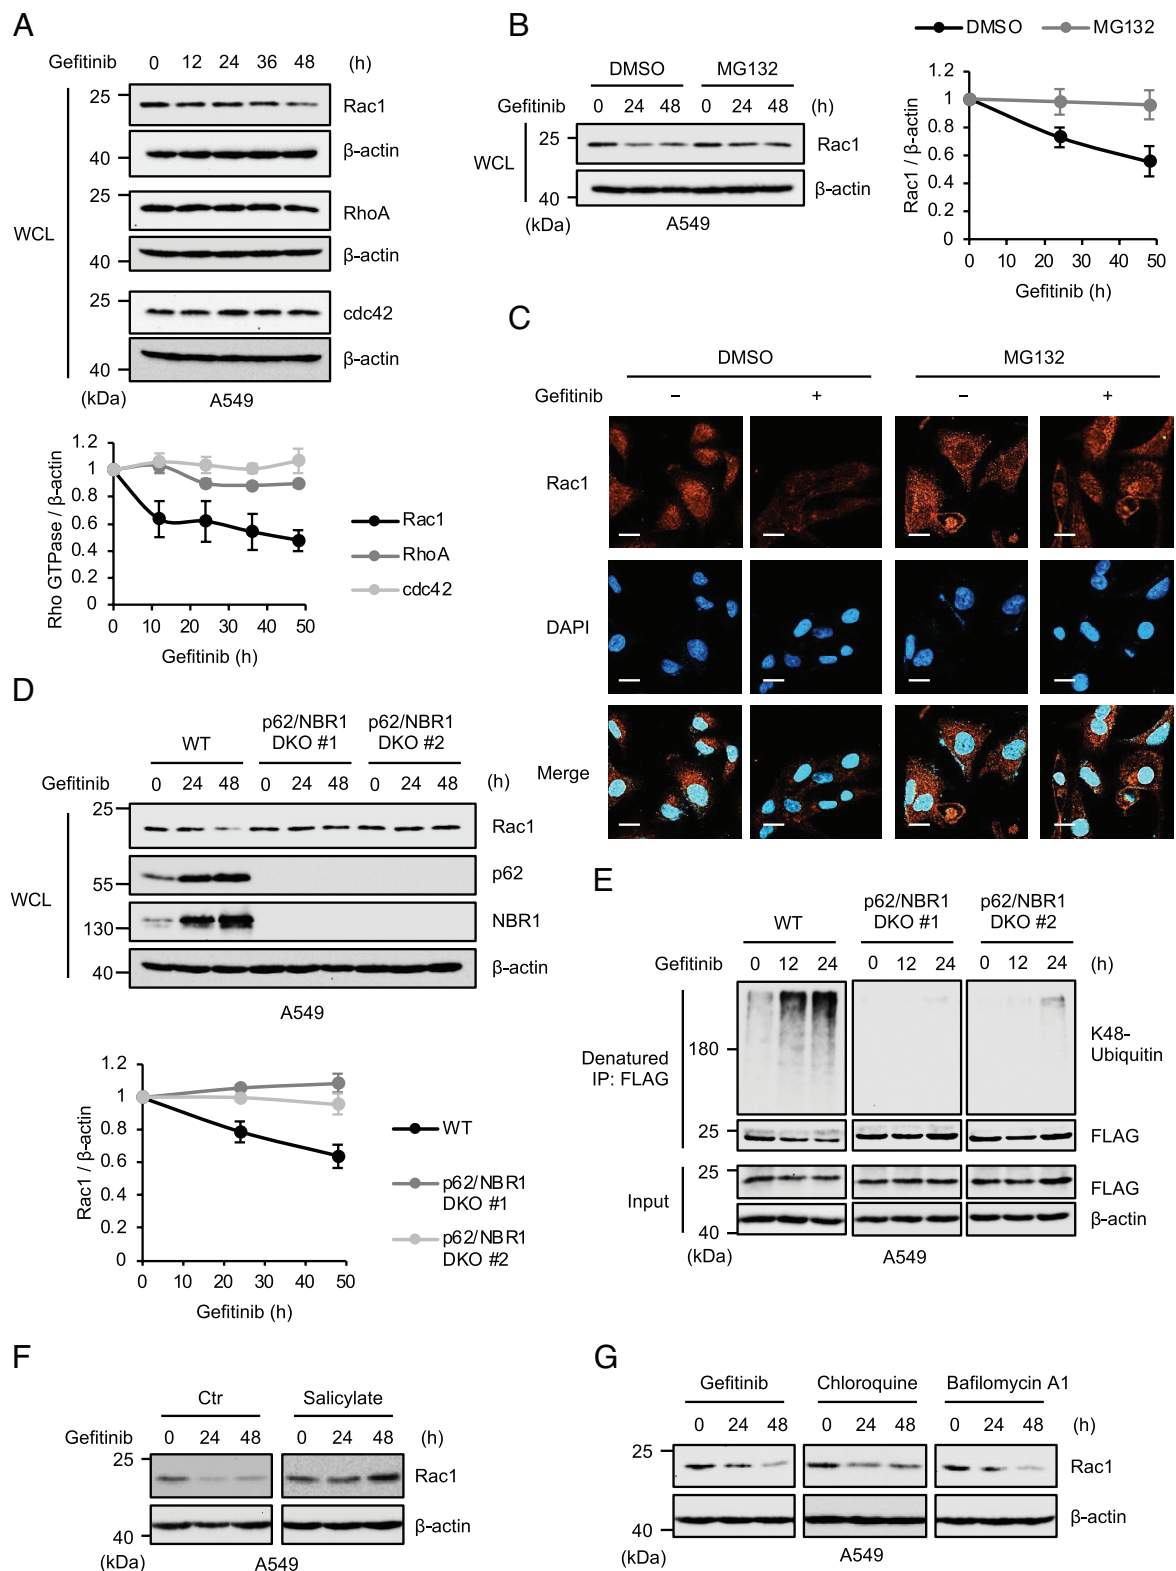 A
Gefitinib 0 12 24 36 48 (h)
25
Rac1
40
β-actin
25
RhoA
WCL
40
β-actin
25
cdc42
40
β-actin
(kDa)
A549
Rho GTPase / β-actin
1.2
1
0.8
0.6
0.4
0.2
0
0 10 20 30 40 50
Gefitinib (h)
Rac1
RhoA
cdc42
B
DMSO MG132
Gefitinib 0 24 48 0 24 48 (h)
WCL
25
Rac1
40
β-actin
(kDa)
A549
DMSO MG132
Rac1 / β-actin
1.2
1
0.8
0.6
0.4
0.2
0
0 10 20 30 40 50
Gefitinib (h)
C
DMSO MG132
Gefitinib − + − +
Rac1
DAPI
Merge
D
WT
p62/NBR1 p62/NBR1
DKO #1 DKO #2
Gefitinib 0 24 48 0 24 48 0 24 48 (h)
25
Rac1
WCL
55
p62
130
NBR1
40
β-actin
A549
Rac1 / β-actin
1.2
1
0.8
0.6
0.4
0.2
0
0 10 20 30 40 50
Gefitinib (h)
WT
p62/NBR1
DKO #1
p62/NBR1
DKO #2
E
WT
p62/NBR1 p62/NBR1
DKO #1 DKO #2
Gefitinib 0 12 24 0 12 24 0 12 24 (h)
Denatured
IP: FLAG
180
K48-
Ubiquitin
25
FLAG
Input
25
FLAG
40
β-actin
(kDa)
A549
F
Ctr Salicylate
Gefitinib 0 24 48 0 24 48 (h)
25
Rac1
40
β-actin
(kDa)
A549
G
Gefitinib Chloroquine Bafilomycin A1
0 24 48 0 24 48 0 24 48 (h)
25
Rac1
40
β-actin
(kDa)
A549